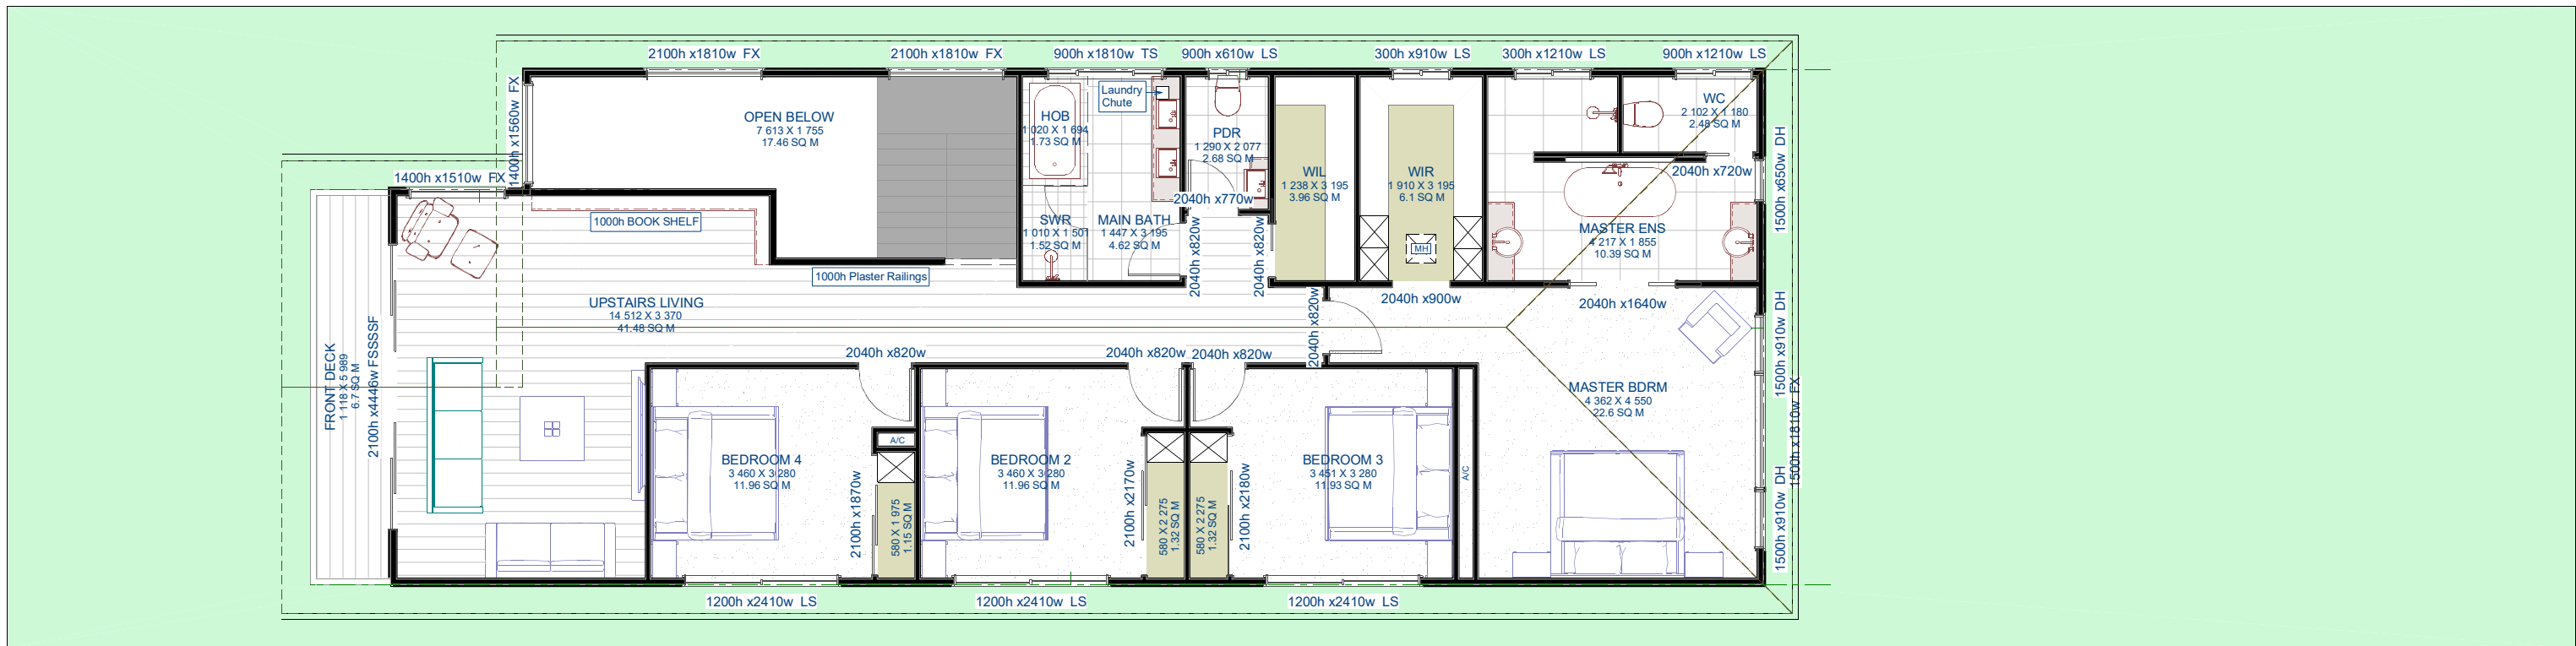 2100h x1810w  FX
2100h x1810w  FX
900h x1810w  TS
900h x610w  LS
300h x910w  LS
300h x1210w  LS
900h x1210w  LS
1400h x1560w  FX
OPEN BELOW
7 613 X 1 755
17.46 SQ M
HOB
1 020 X 1 694
1.73 SQ M
Laundry
Chute
PDR
1 290 X 2 077
2.68 SQ M
WC
2 102 X 1 180
2.48 SQ M
1400h x1510w  FX
1000h BOOK SHELF
1000h Plaster Railings
SWR
1 010 X 1 501
1.52 SQ M
MAIN BATH
1 447 X 3 195
4.62 SQ M
2040h x770w
2040h x820w
2040h x820w
WIL
1 238 X 3 195
3.96 SQ M
WIR
1 910 X 3 195
6.1 SQ M
MH
2040h x900w
2040h x720w
MASTER ENS
4 217 X 1 855
10.39 SQ M
2040h x1640w
1500h x650w  DH
UPSTAIRS LIVING
14 512 X 3 370
41.48 SQ M
FRONT DECK
1 118 X 5 989
6.7 SQ M
2100h x4446w FSSSSF
2040h x820w
2040h x820w
2040h x820w
2040h x820w
1500h x910w  DH
1500h x1810w  FX
1500h x910w  DH
MASTER BDRM
4 362 X 4 550
22.6 SQ M
A/C
BEDROOM 4
3 460 X 3 280
11.96 SQ M
2100h x1870w
580 X 1 975
1.15 SQ M
BEDROOM 2
3 460 X 3 280
11.96 SQ M
2100h x2170w
580 X 2 275
1.32 SQ M
580 X 2 275
1.32 SQ M
2100h x2180w
BEDROOM 3
3 451 X 3 280
11.93 SQ M
A/C
1200h x2410w  LS
1200h x2410w  LS
1200h x2410w  LS